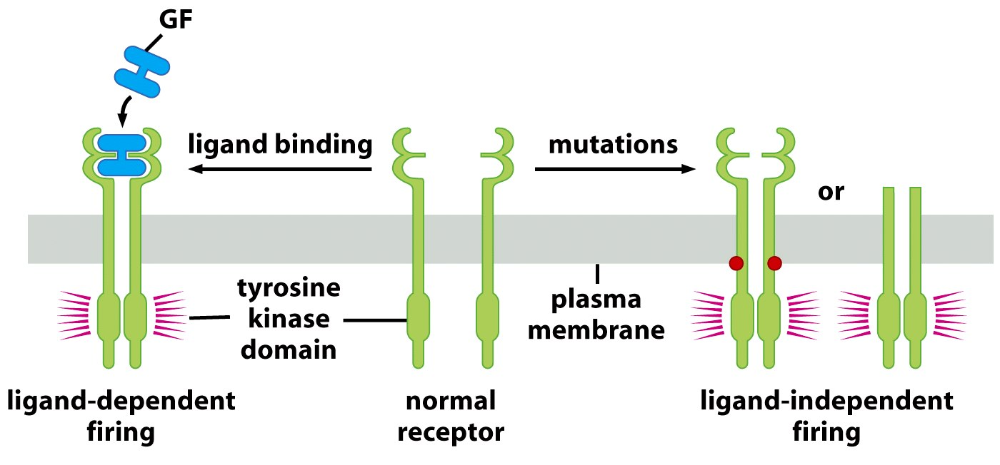 GF
ligand binding
mutations
or
tyrosine
kinase
domain
plasma
membrane
ligand-dependent
firing
normal
receptor
ligand-independent
firing